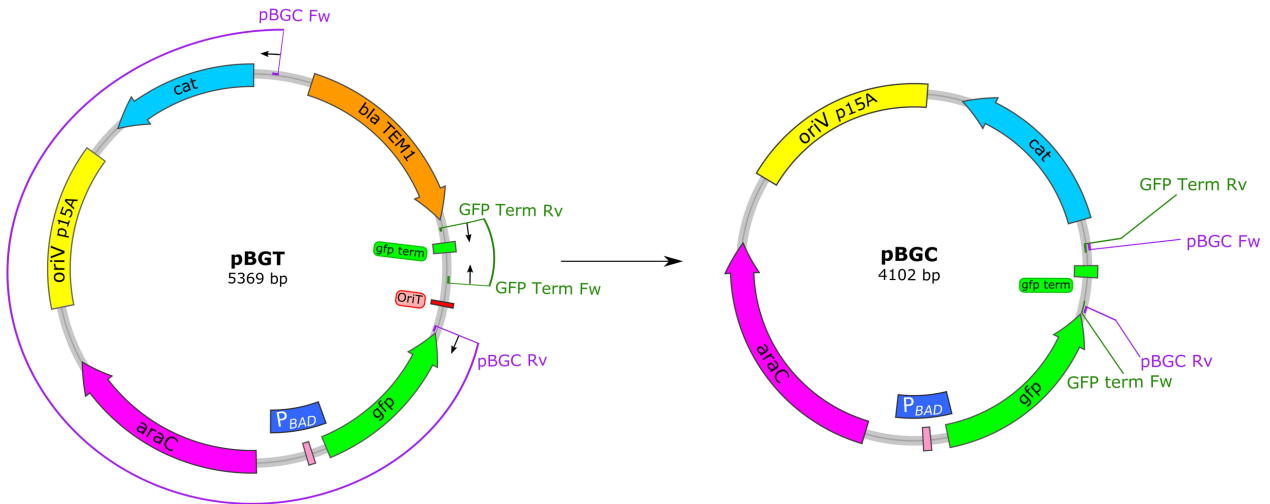 pBGC Fw
cat
bla TEM1
oriV p15A
GFP Term Rv
gfp term
pBGT
5369 bp
GFP Term Fw
OriT
pBGC Rv
araC
PBAD
gfp
oriV p15A
cat
GFP Term Rv
pBGC Fw
pBGC
4102 bp
gfp term
pBGC Rv
GFP term Fw
araC
PBAD
gfp